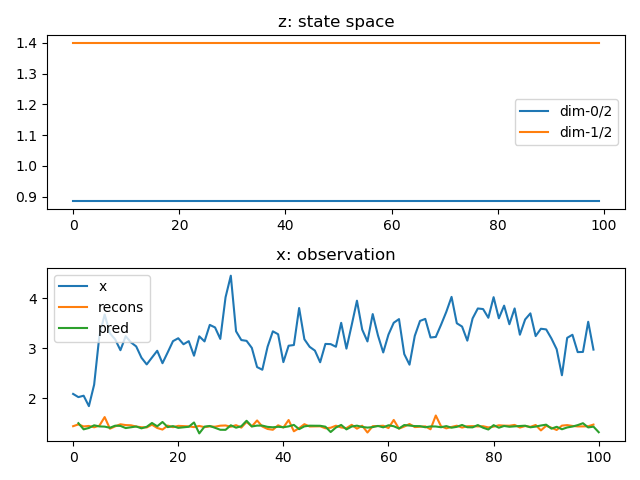 z: state space
1.4
1.3
1.2
1.1
1.0
0.9
dim-0/2
dim-1/2
0 20 40 60 80 100
x: observation
4
3
2
x
recons
pred
0 20 40 60 80 100